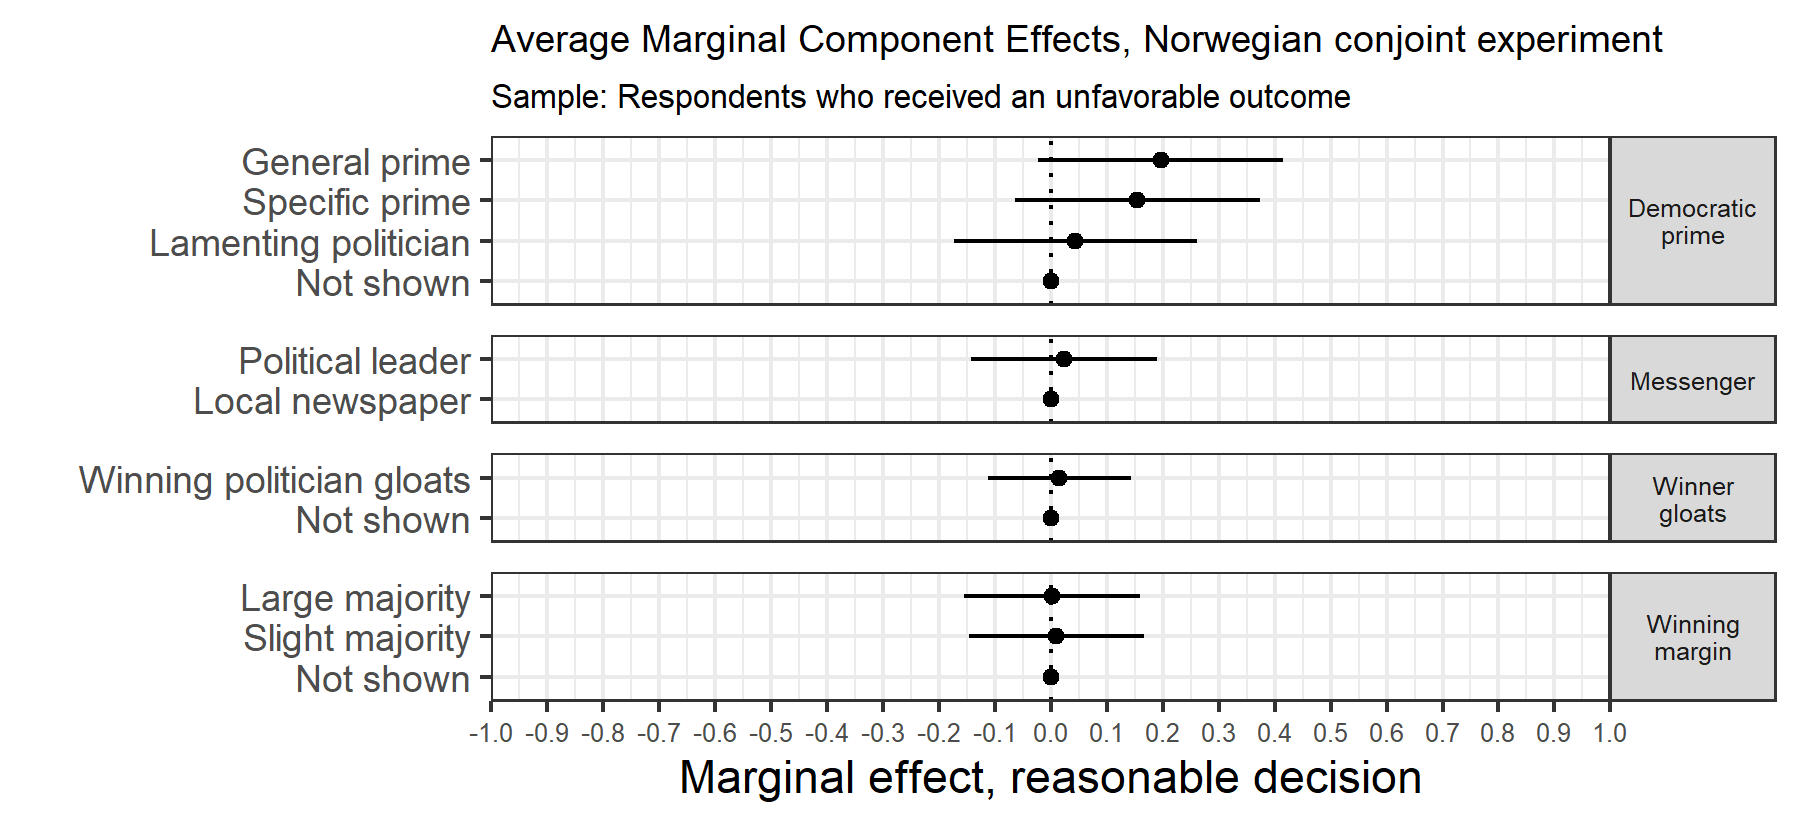 Average Marginal Component Effects, Norwegian conjoint experiment
Sample: Respondents who received an unfavorable outcome
General prime
Specific prime
Lamenting politician
Not shown
Democratic
prime
Political leader
Local newspaper
Messenger
Winning politician gloats
Not shown
Winner
gloats
Large majority
Slight majority
Not shown
Winning
margin
-1.0 -0.9 -0.8 -0.7 -0.6 -0.5 -0.4 -0.3 -0.2 -0.1 0.0 0.1 0.2 0.3 0.4 0.5 0.6 0.7 0.8 0.9 1.0
Marginal effect, reasonable decision